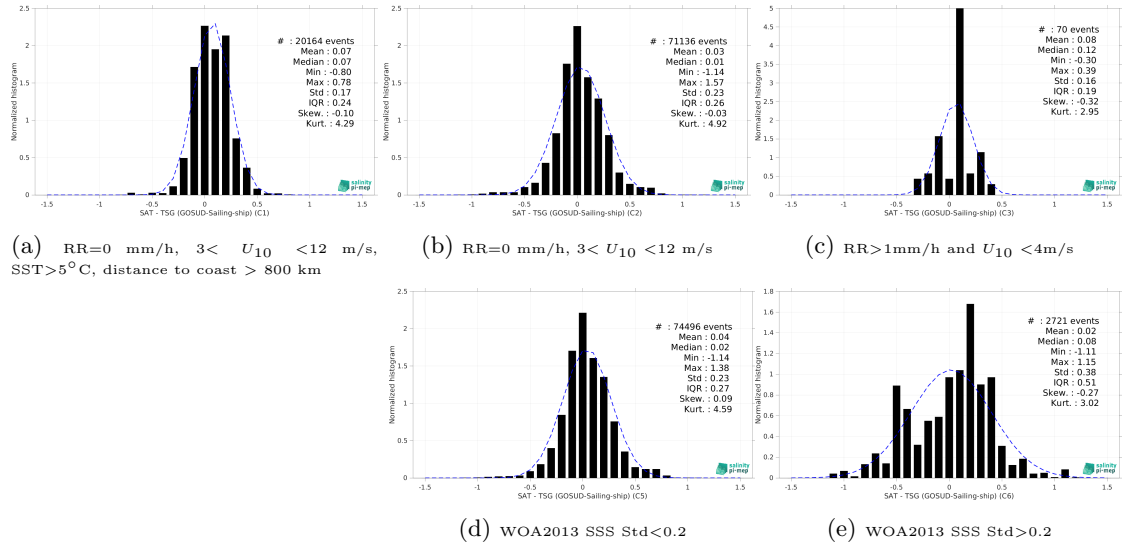 # : 20164 events
Mean : 0.07
Median : 0.07
Min : -0.80
Max : 0.78
Std : 0.17
IQR : 0.24
Skew. : -0.10
Kurt. : 4.29
Normalized histogram
2.5
2
1.5
1
0.5
0
-1.5 -1 -0.5 0 0.5 1 1.5
SAT - TSG (GOSUD-Sailing-ship) (C1)
salinity
pi-mep
(a) RR=0 mm/h, 3< U10 <12 m/s,
SST>5°C, distance to coast > 800 km
# : 71136 events
Mean : 0.03
Median : 0.01
Min : -1.14
Max : 1.57
Std : 0.23
IQR : 0.26
Skew. : -0.03
Kurt. : 4.92
Normalized histogram
2.5
2
1.5
1
0.5
0
-1.5 -1 -0.5 0 0.5 1 1.5
SAT - TSG (GOSUD-Sailing-ship) (C2)
salinity
pi-mep
(b) RR=0 mm/h, 3< U10 <12 m/s
# : 70 events
Mean : 0.08
Median : 0.12
Min : -0.30
Max : 0.39
Std : 0.16
IQR : 0.19
Skew. : -0.32
Kurt. : 2.95
Normalized histogram
5
4.5
4
3.5
3
2.5
2
1.5
1
0.5
0
-1.5 -1 -0.5 0 0.5 1 1.5
SAT - TSG (GOSUD-Sailing-ship) (C3)
salinity
pi-mep
(c) RR>1mm/h and U10 <4m/s
# : 74496 events
Mean : 0.04
Median : 0.02
Min : -1.14
Max : 1.38
Std : 0.23
IQR : 0.27
Skew. : 0.09
Kurt. : 4.59
Normalized histogram
2.5
2
1.5
1
0.5
0
-1.5 -1 -0.5 0 0.5 1 1.5
SAT - TSG (GOSUD-Sailing-ship) (C5)
salinity
pi-mep
(d) WOA2013 SSS Std<0.2
# : 2721 events
Mean : 0.02
Median : 0.08
Min : -1.11
Max : 1.15
Std : 0.38
IQR : 0.51
Skew. : -0.27
Kurt. : 3.02
Normalized histogram
1.8
1.6
1.4
1.2
1
0.8
0.6
0.4
0.2
0
-1.5 -1 -0.5 0 0.5 1 1.5
SAT - TSG (GOSUD-Sailing-ship) (C6)
salinity
pi-mep
(e) WOA2013 SSS Std>0.2